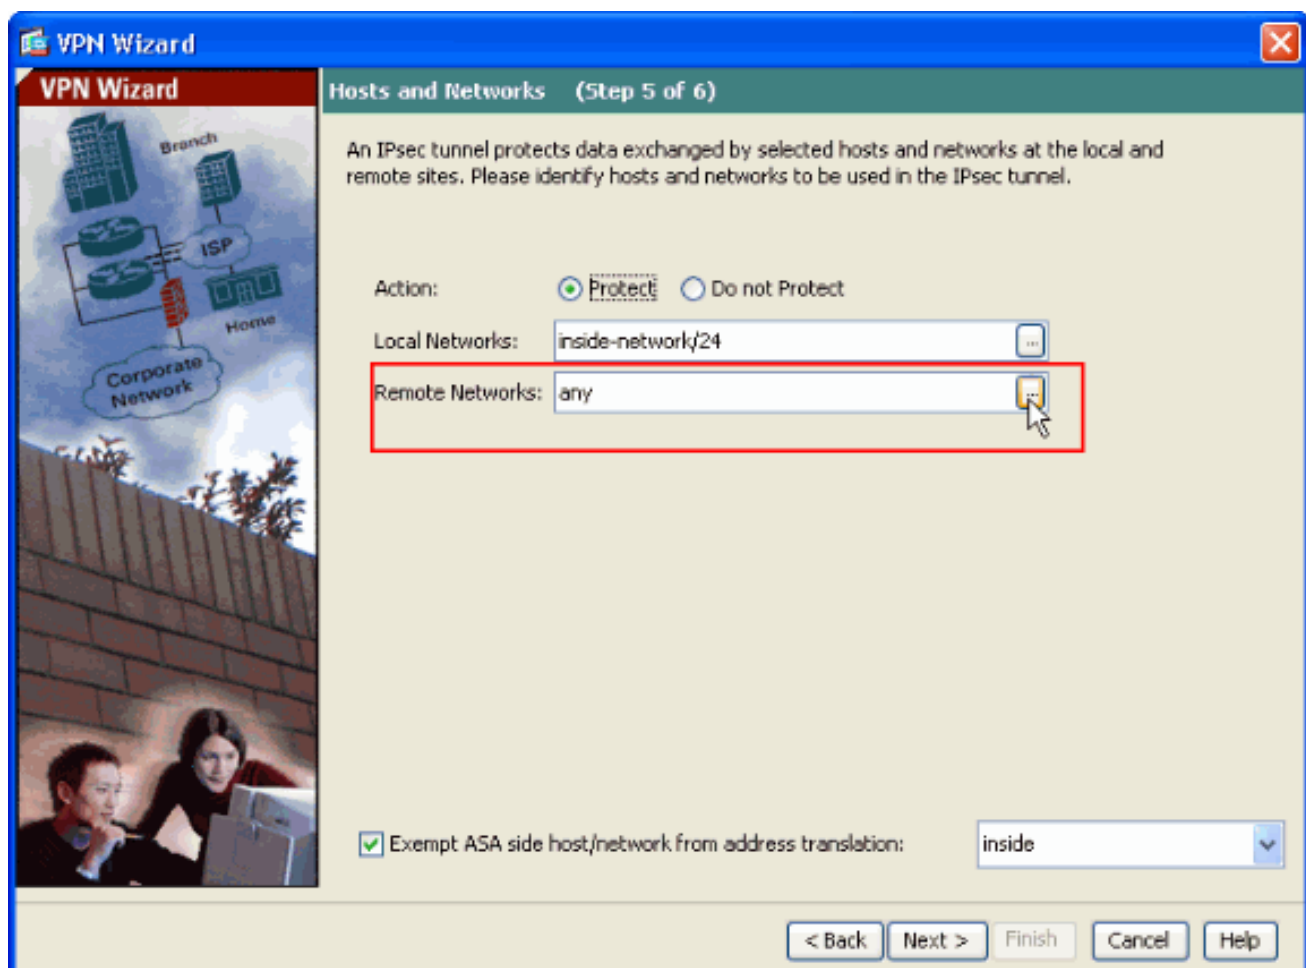 VPN Wizard
VPN Wizard
Hosts and Networks (Step 5 of 6)
Branch
ISP
Home
Corporate
Network
An IPsec tunnel protects data exchanged by selected hosts and networks at the local and
remote sites. Please identify hosts and networks to be used in the IPsec tunnel.
Action: Protect Do not Protect
Local Networks: inside-network/24 ...
Remote Networks: any ...
Exempt ASA side host/network from address translation: inside
< Back Next > Finish Cancel Help